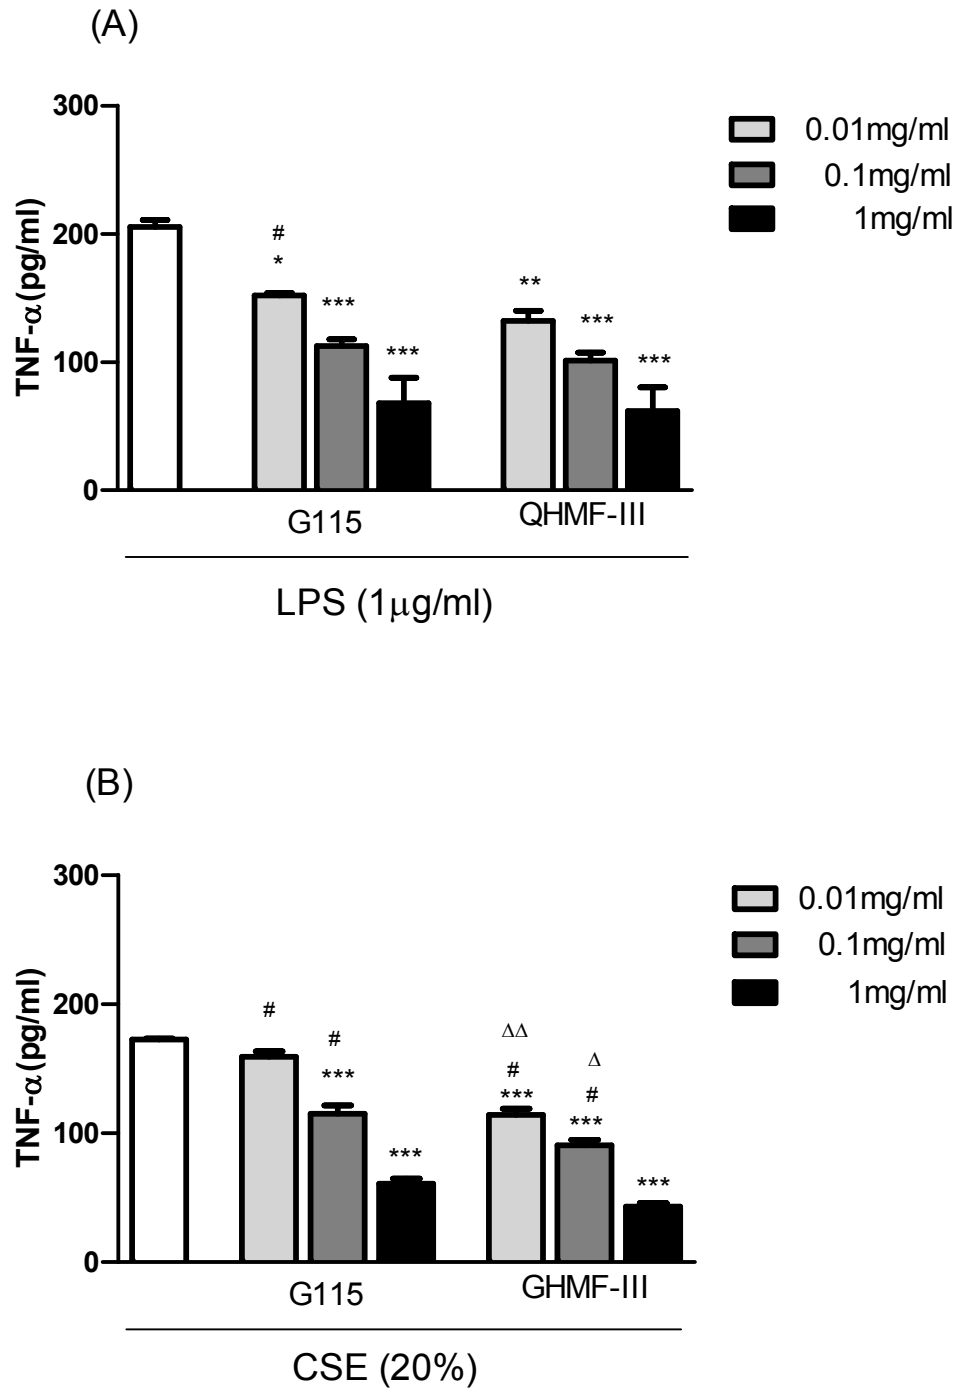 (A)
300
200
100
0
TNF-α(pg/ml)
#
*
***
***
**
***
***
0.01mg/ml
0.1mg/ml
1mg/ml
G115
QHMF-III
LPS (1μg/ml)
(B)
300
200
100
0
TNF-α(pg/ml)
#
#
***
***
ΔΔ
#
***
Δ
#
***
***
0.01mg/ml
0.1mg/ml
1mg/ml
G115
GHMF-III
CSE (20%)